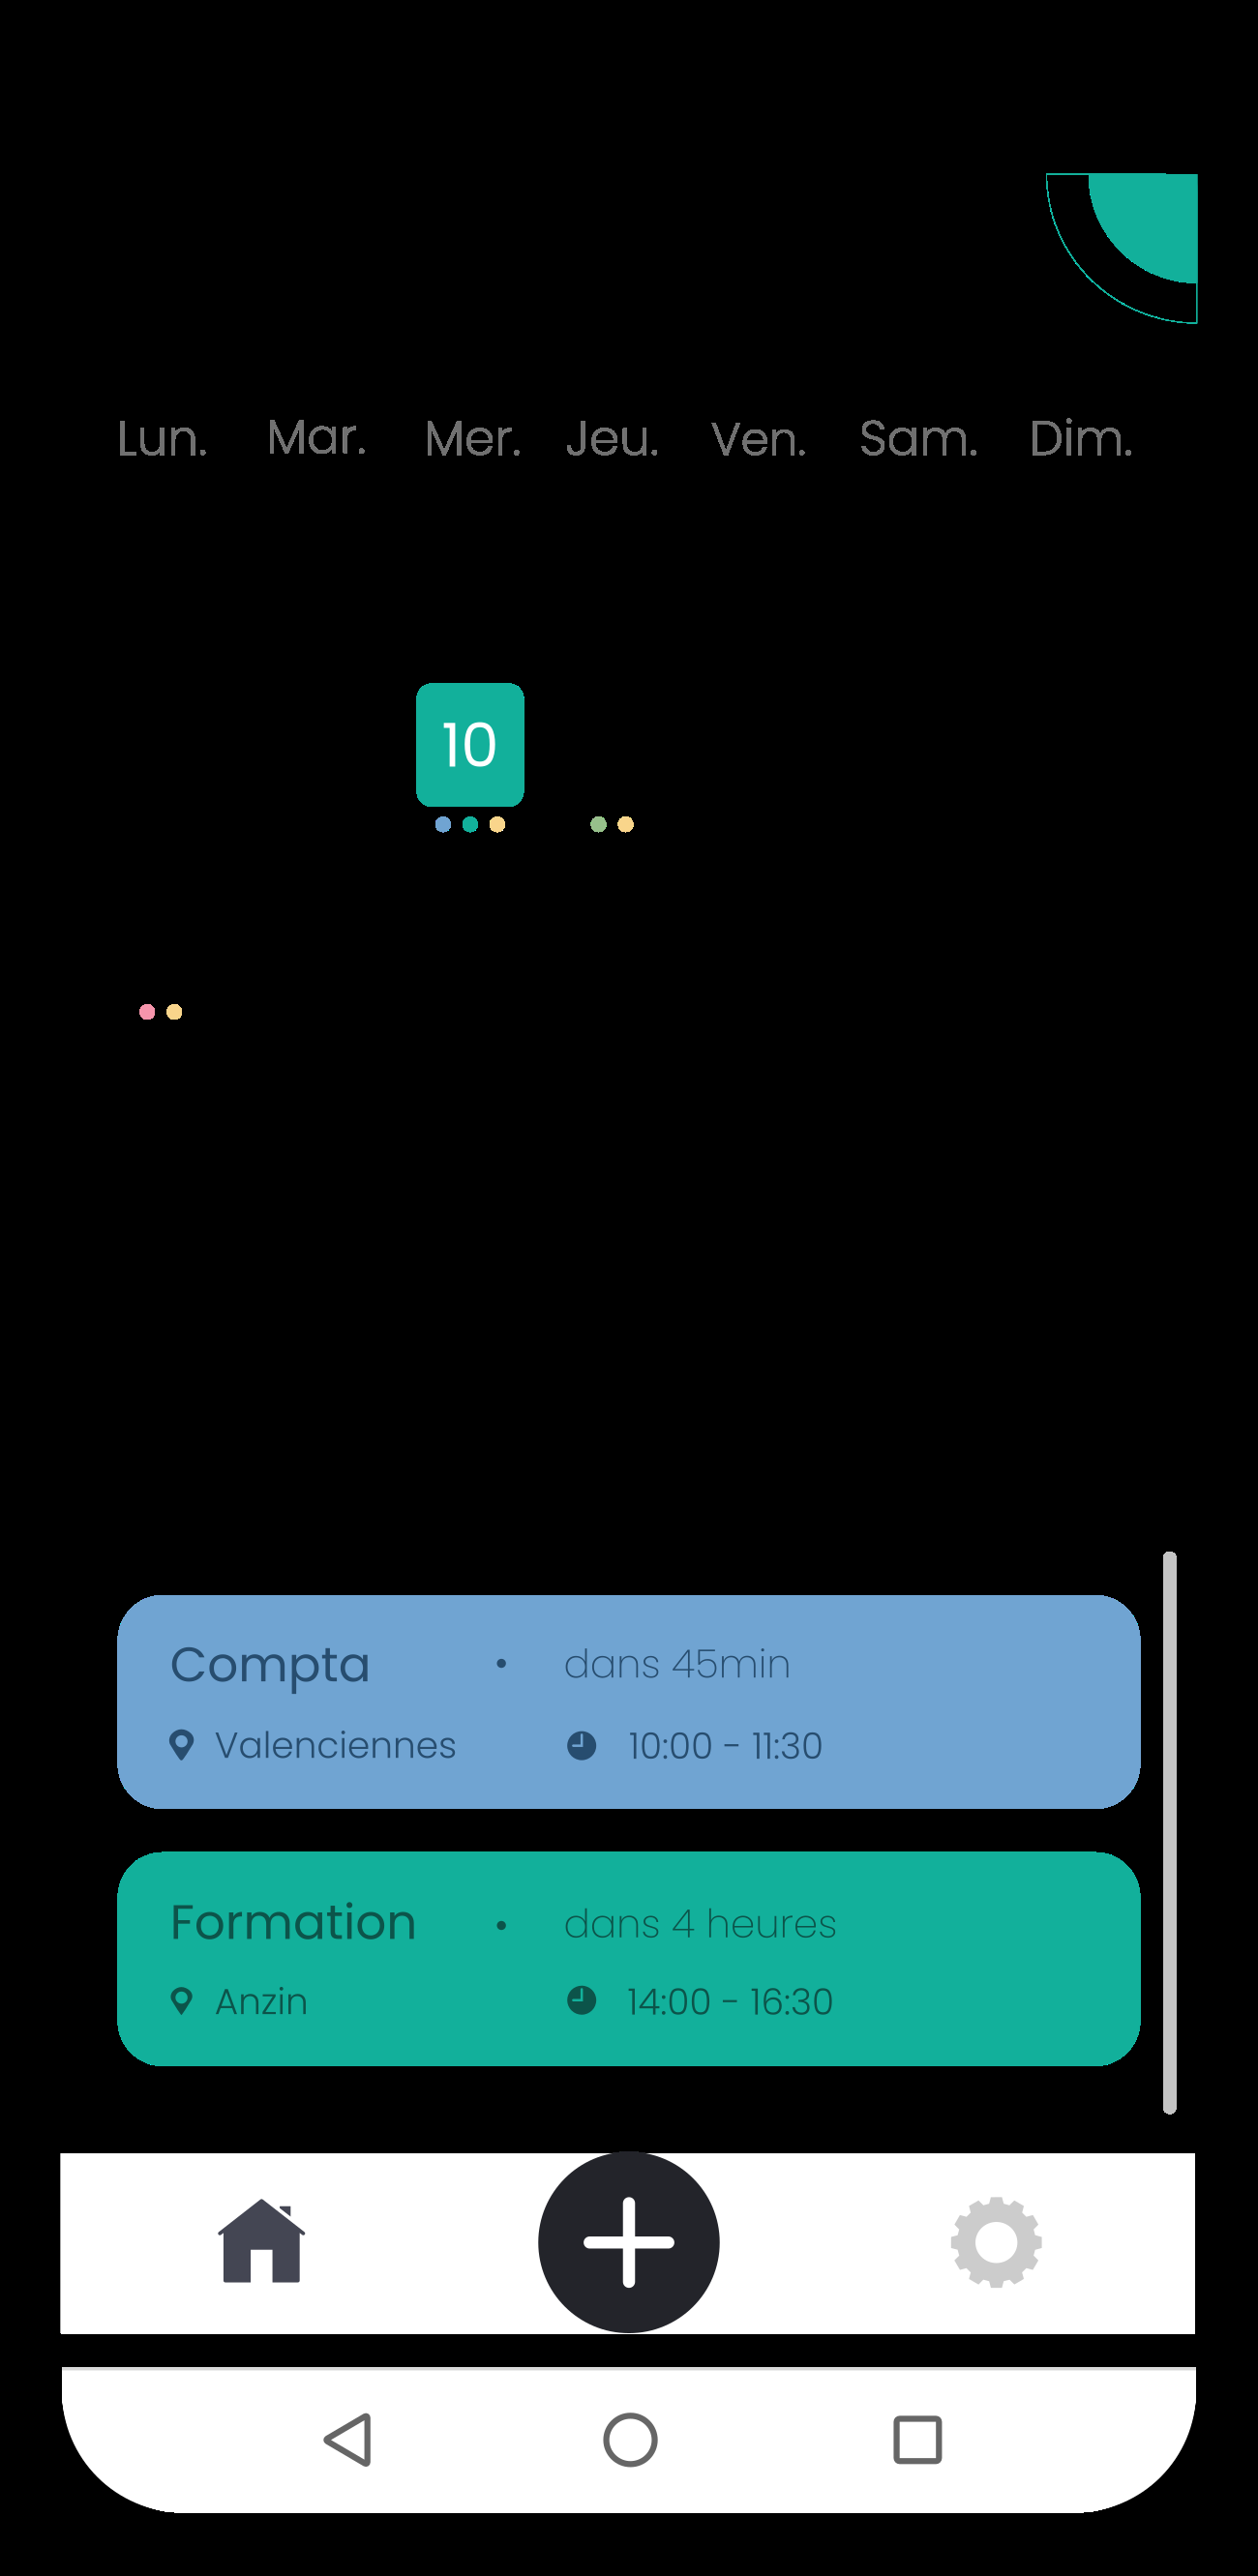 Lun. Mar. Mer. Jeu. Ven. Sam. Dim.
10
Compta • dans 45min
Valenciennes 10:00 - 11:30
Formation • dans 4 heures
Anzin 14:00 - 16:30